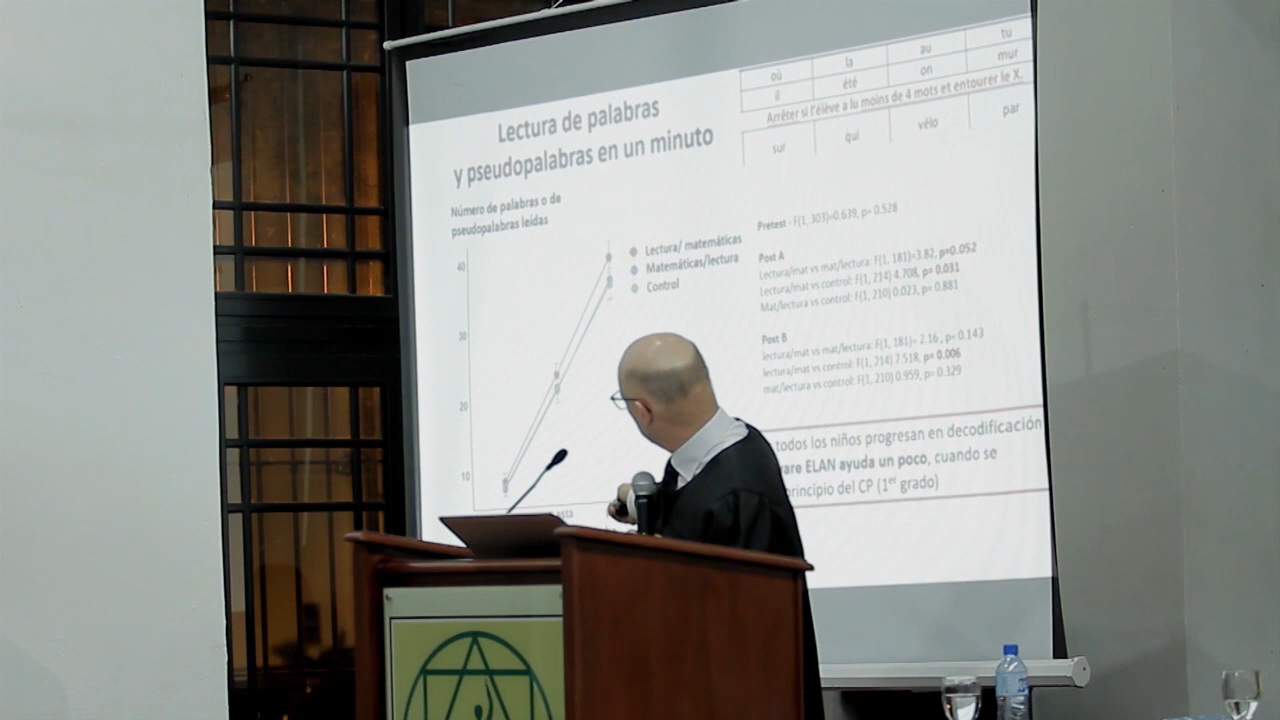 Lectura de palabras
y pseudopalabras en un minuto
où la au tu
il été on mur
Arrêter si l'élève a lu moins de 4 mots et entourer le X.
sur qui vélo par
Número de palabras o de
pseudopalabras leídas
40
30
20
10
Lectura/ matemáticas
Matemáticas/lectura
Control
Pretest - F(1, 303)=0.639, p= 0.528
Post A
Lectura/mat vs mat/lectura: F(1, 181)=3.82, p=0.052
Lectura/mat vs control: F(1, 214) 4.708, p= 0.031
Mat/lectura vs control: F(1, 210) 0.023, p= 0.881
Post B
lectura/mat vs mat/lectura: F(1, 181)= 2.16 , p= 0.143
lectura/mat vs control: F(1, 214) 7.518, p= 0.006
mat/lectura vs control: F(1, 210) 0.959, p= 0.329
todos los niños progresan en decodificación
ELAN ayuda un poco, cuando se
principio del CP (1er grado)